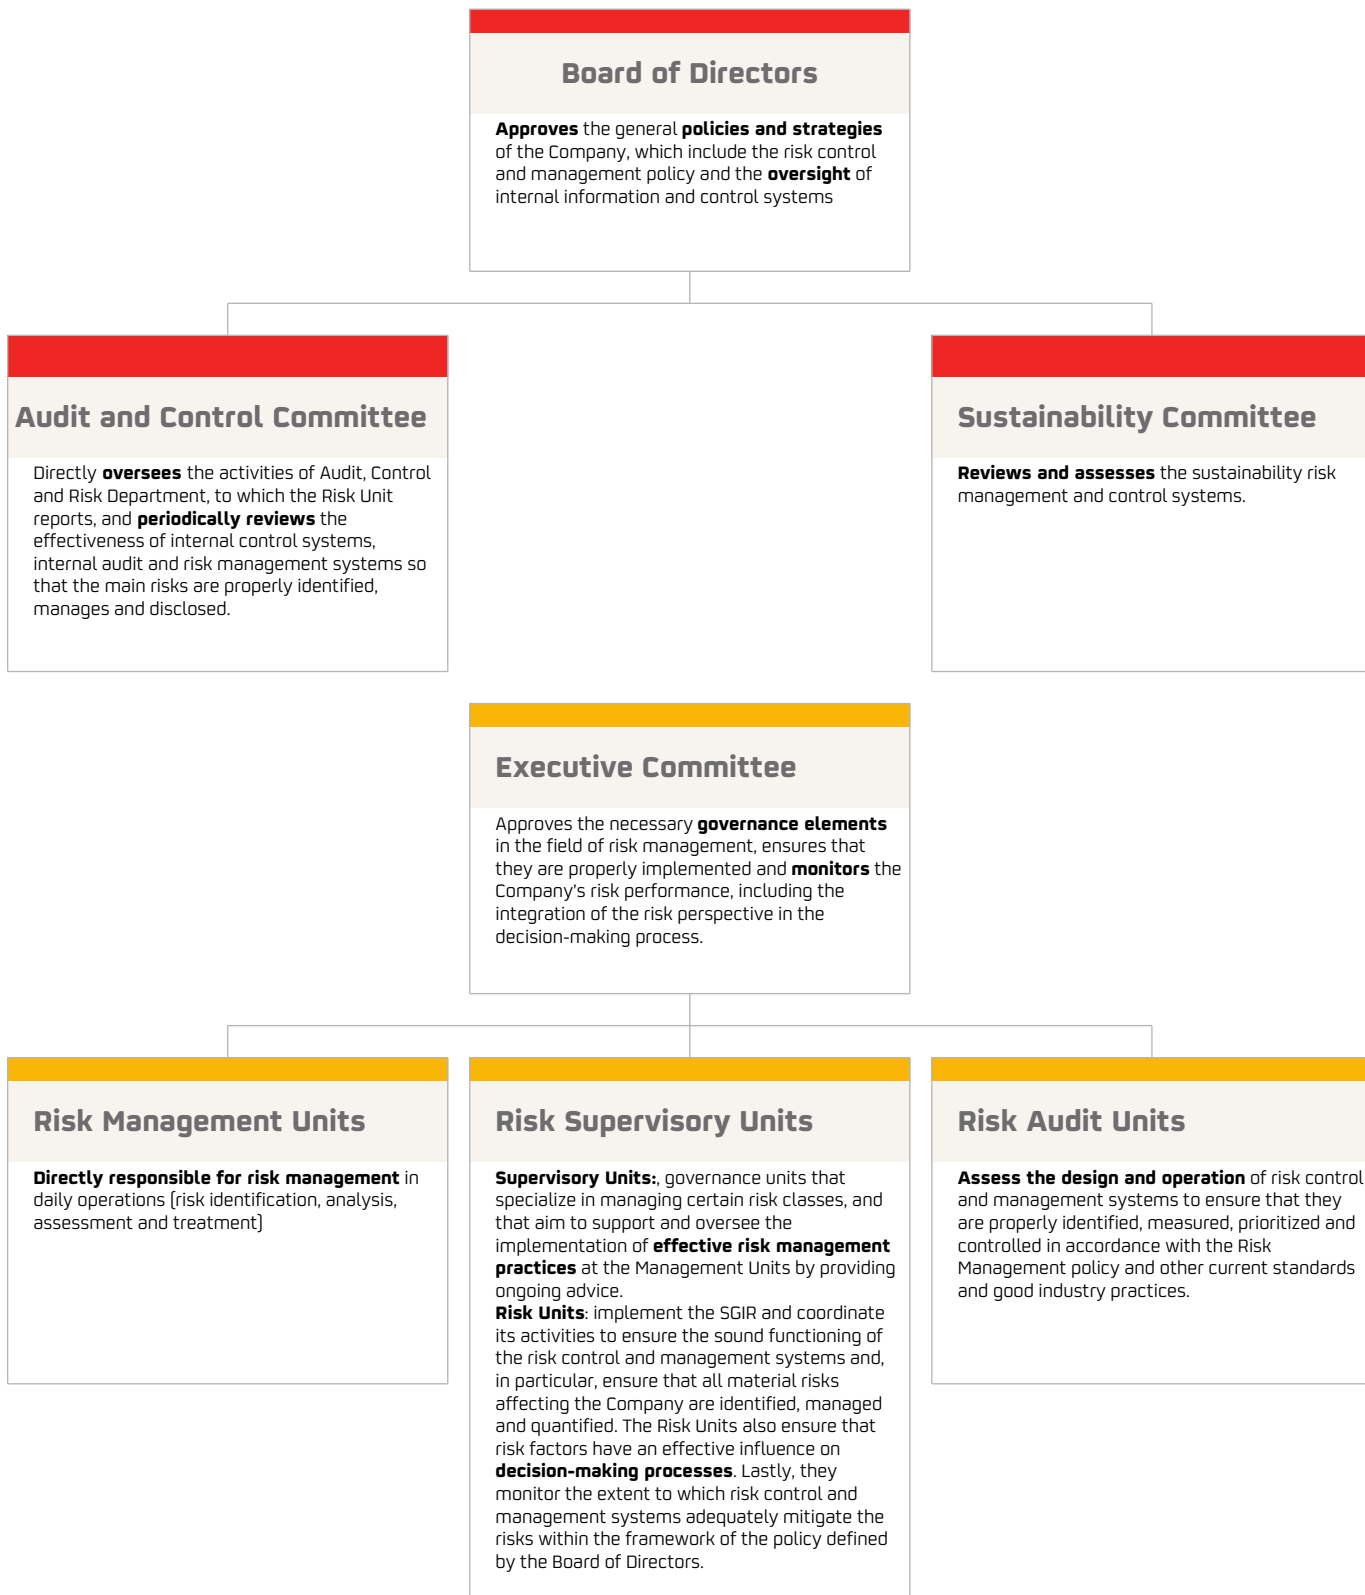 Board of Directors
Approves the general policies and strategies
of the Company, which include the risk control
and management policy and the oversight of
internal information and control systems
Audit and Control Committee
Directly oversees the activities of Audit, Control
and Risk Department, to which the Risk Unit
reports, and periodically reviews the
effectiveness of internal control systems,
internal audit and risk management systems so
that the main risks are properly identified,
manages and disclosed.
Sustainability Committee
Reviews and assesses the sustainability risk
management and control systems.
Executive Committee
Approves the necessary governance elements
in the field of risk management, ensures that
they are properly implemented and monitors the
Company's risk performance, including the
integration of the risk perspective in the
decision-making process.
Risk Management Units
Directly responsible for risk management in
daily operations (risk identification, analysis,
assessment and treatment)
Risk Supervisory Units
Supervisory Units:, governance units that
specialize in managing certain risk classes, and
that aim to support and oversee the
implementation of effective risk management
practices at the Management Units by providing
ongoing advice.
Risk Units: implement the SGIR and coordinate
its activities to ensure the sound functioning of
the risk control and management systems and,
in particular, ensure that all material risks
affecting the Company are identified, managed
and quantified. The Risk Units also ensure that
risk factors have an effective influence on
decision-making processes. Lastly, they
monitor the extent to which risk control and
management systems adequately mitigate the
risks within the framework of the policy defined
by the Board of Directors.
Risk Audit Units
Assess the design and operation of risk control
and management systems to ensure that they
are properly identified, measured, prioritized and
controlled in accordance with the Risk
Management policy and other current standards
and good industry practices.